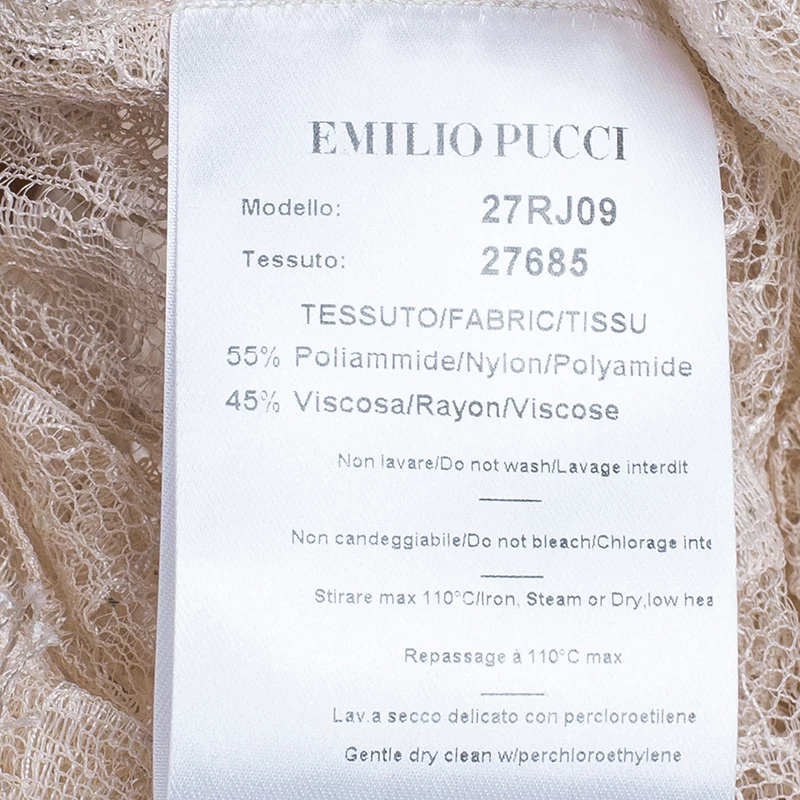 EMILIO PUCCI
Modello: 27RJ09
Tessuto: 27685
TESSUTO/FABRIC/TISSU
55% Poliammide/Nylon/Polyamide
45% Viscosa/Rayon/Viscose
Non lavare/Do not wash/Lavage interdit
Non candeggiabile/Do not bleach/Chlorage inte
Stirare max 110°C/Iron, Steam or Dry,low hea
Repassage à 110°C max
Lav.a secco delicato con percloroetilene
Gentle dry clean w/perchloroethylene